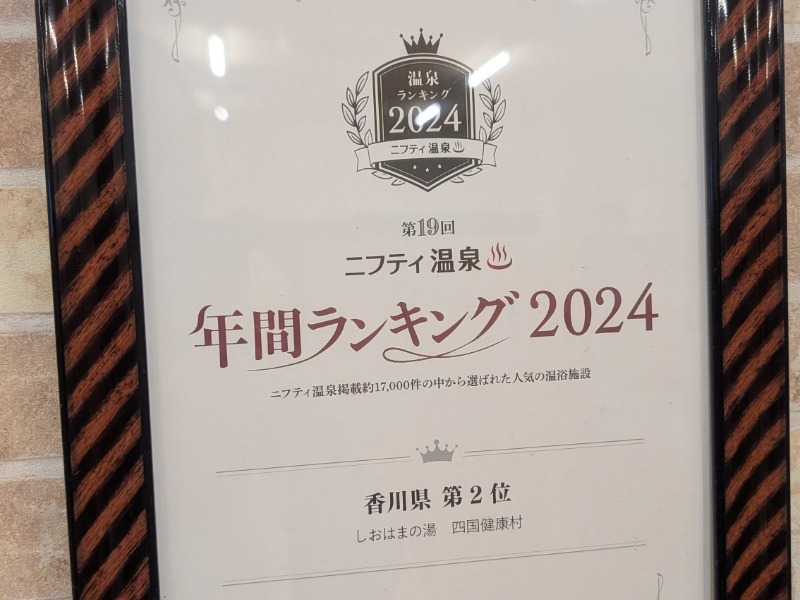 温泉
ランキング
2024
ニフティ温泉
第19回
ニフティ温泉
年間ランキング 2024
ニフティ温泉掲載約17,000件の中から選ばれた人気の温浴施設
香川県 第2位
しおはまの湯 四国健康村